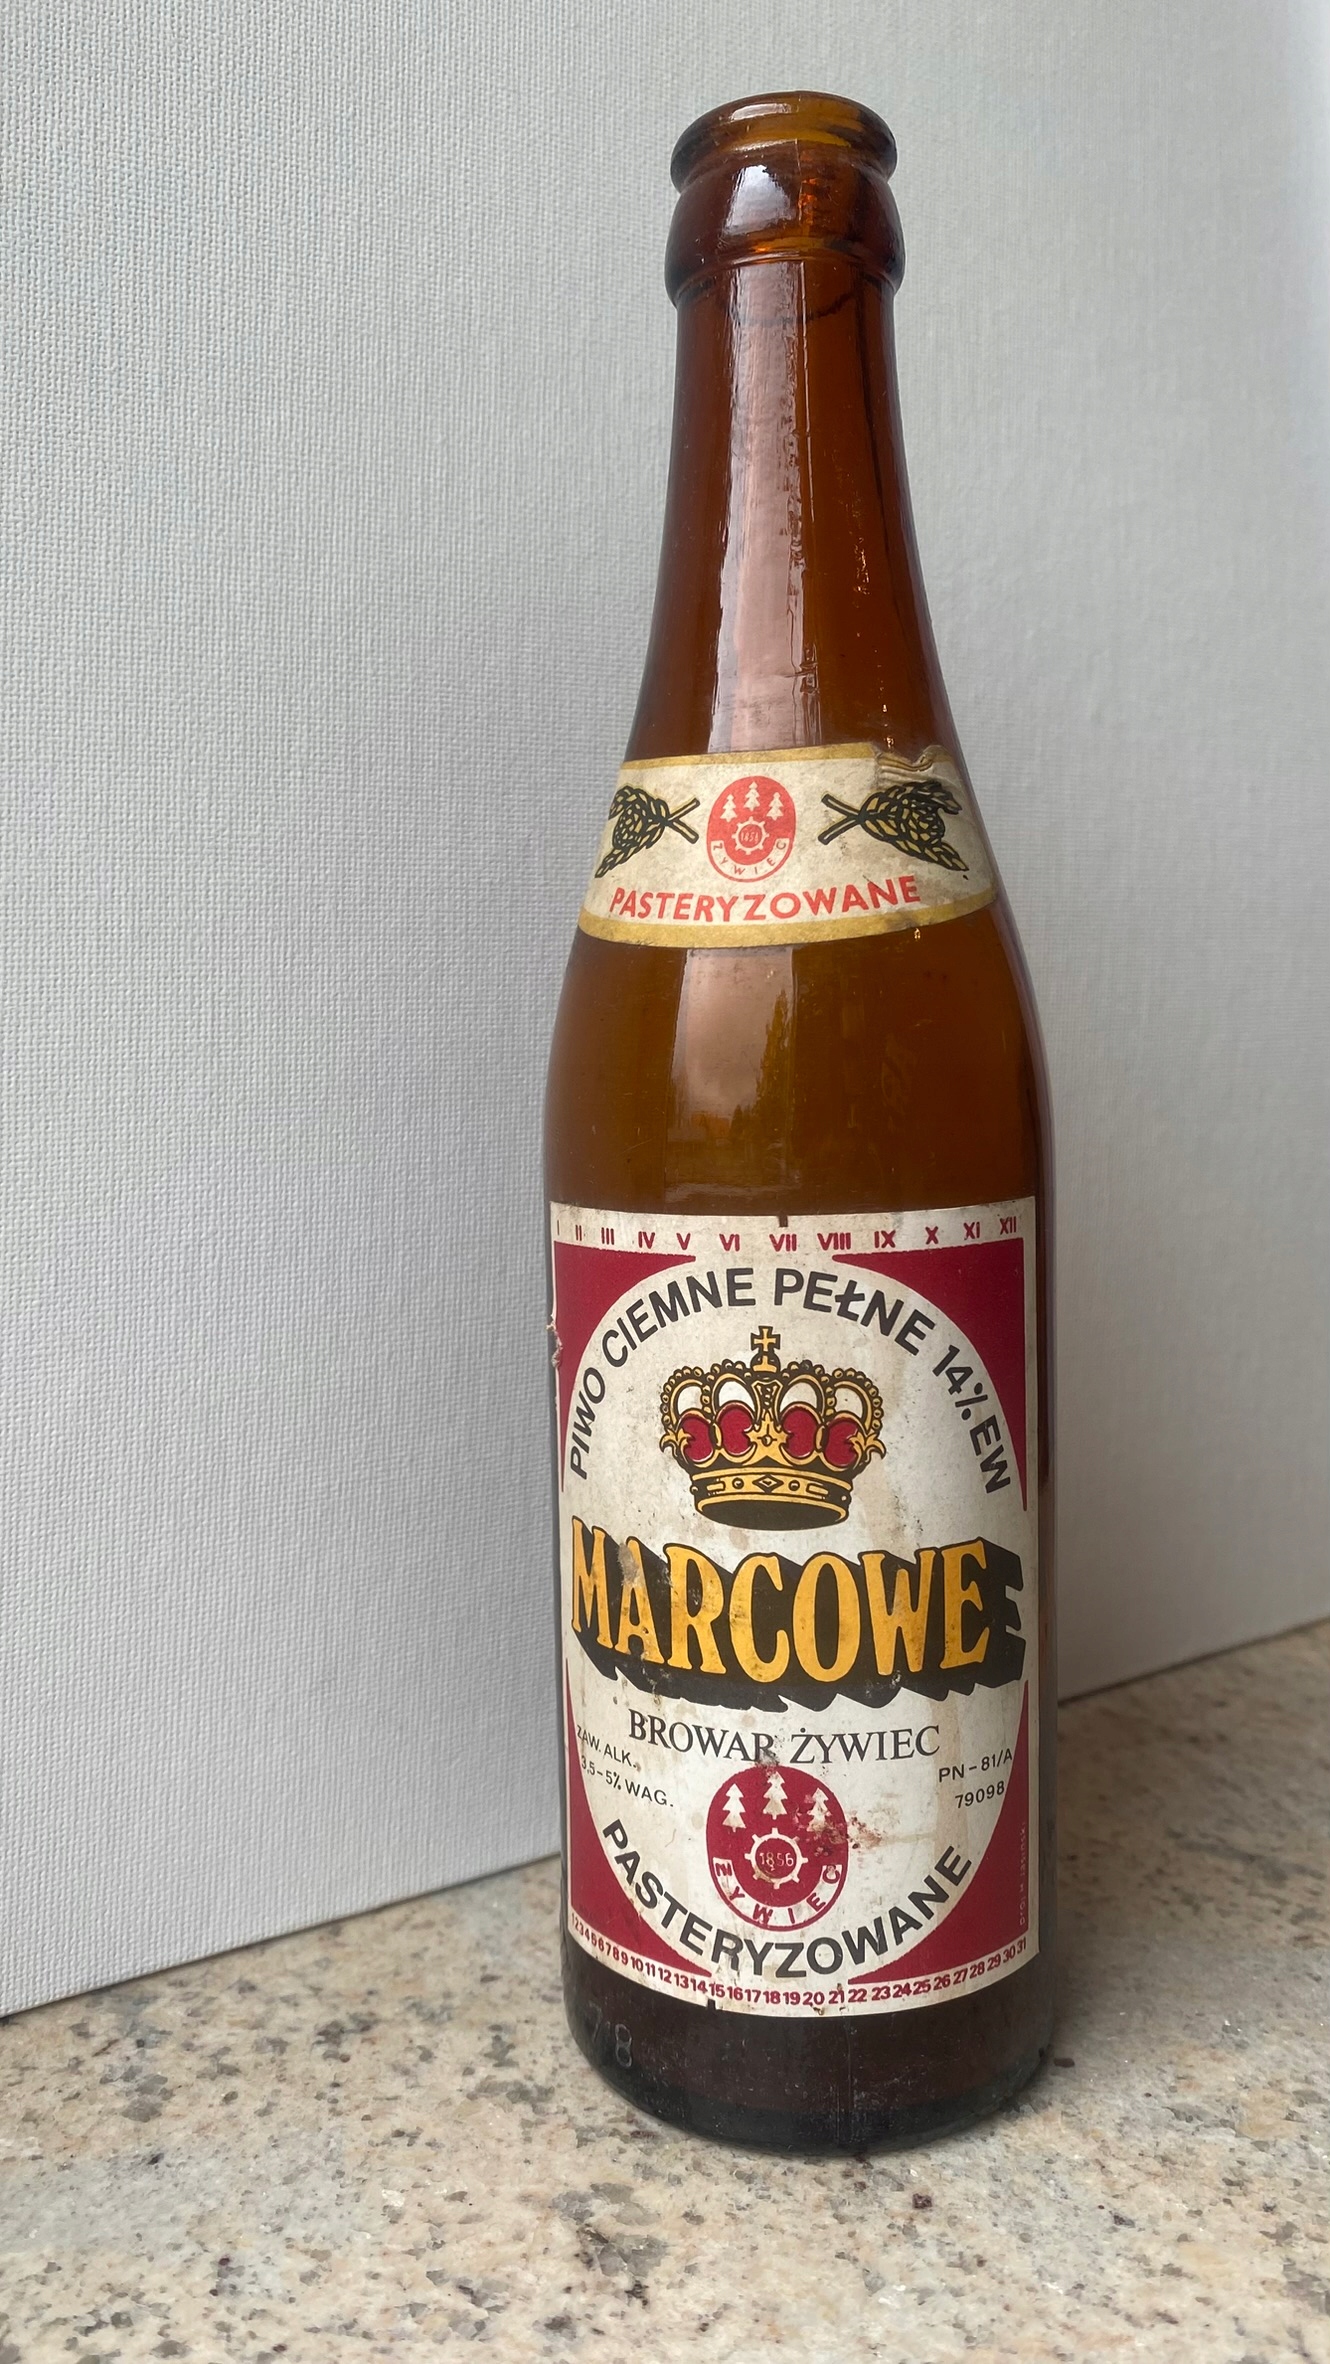 1856
ŻYWIEC
PASTERYZOWANE
I II III IV V VI VII VIII IX X XI XII
PIWO CIEMNE PEŁNE 14% EW
MARCOWE
BROWAR ŻYWIEC
ZAW. ALK.
3,5-5% WAG.
PN-81/A
79098
1856
ŻYWIEC
PASTERYZOWANE
1 2 3 4 5 6 7 8 9 10 11 12 13 14 15 16 17 18 19 20 21 22 23 24 25 26 27 28 29 30 31
78